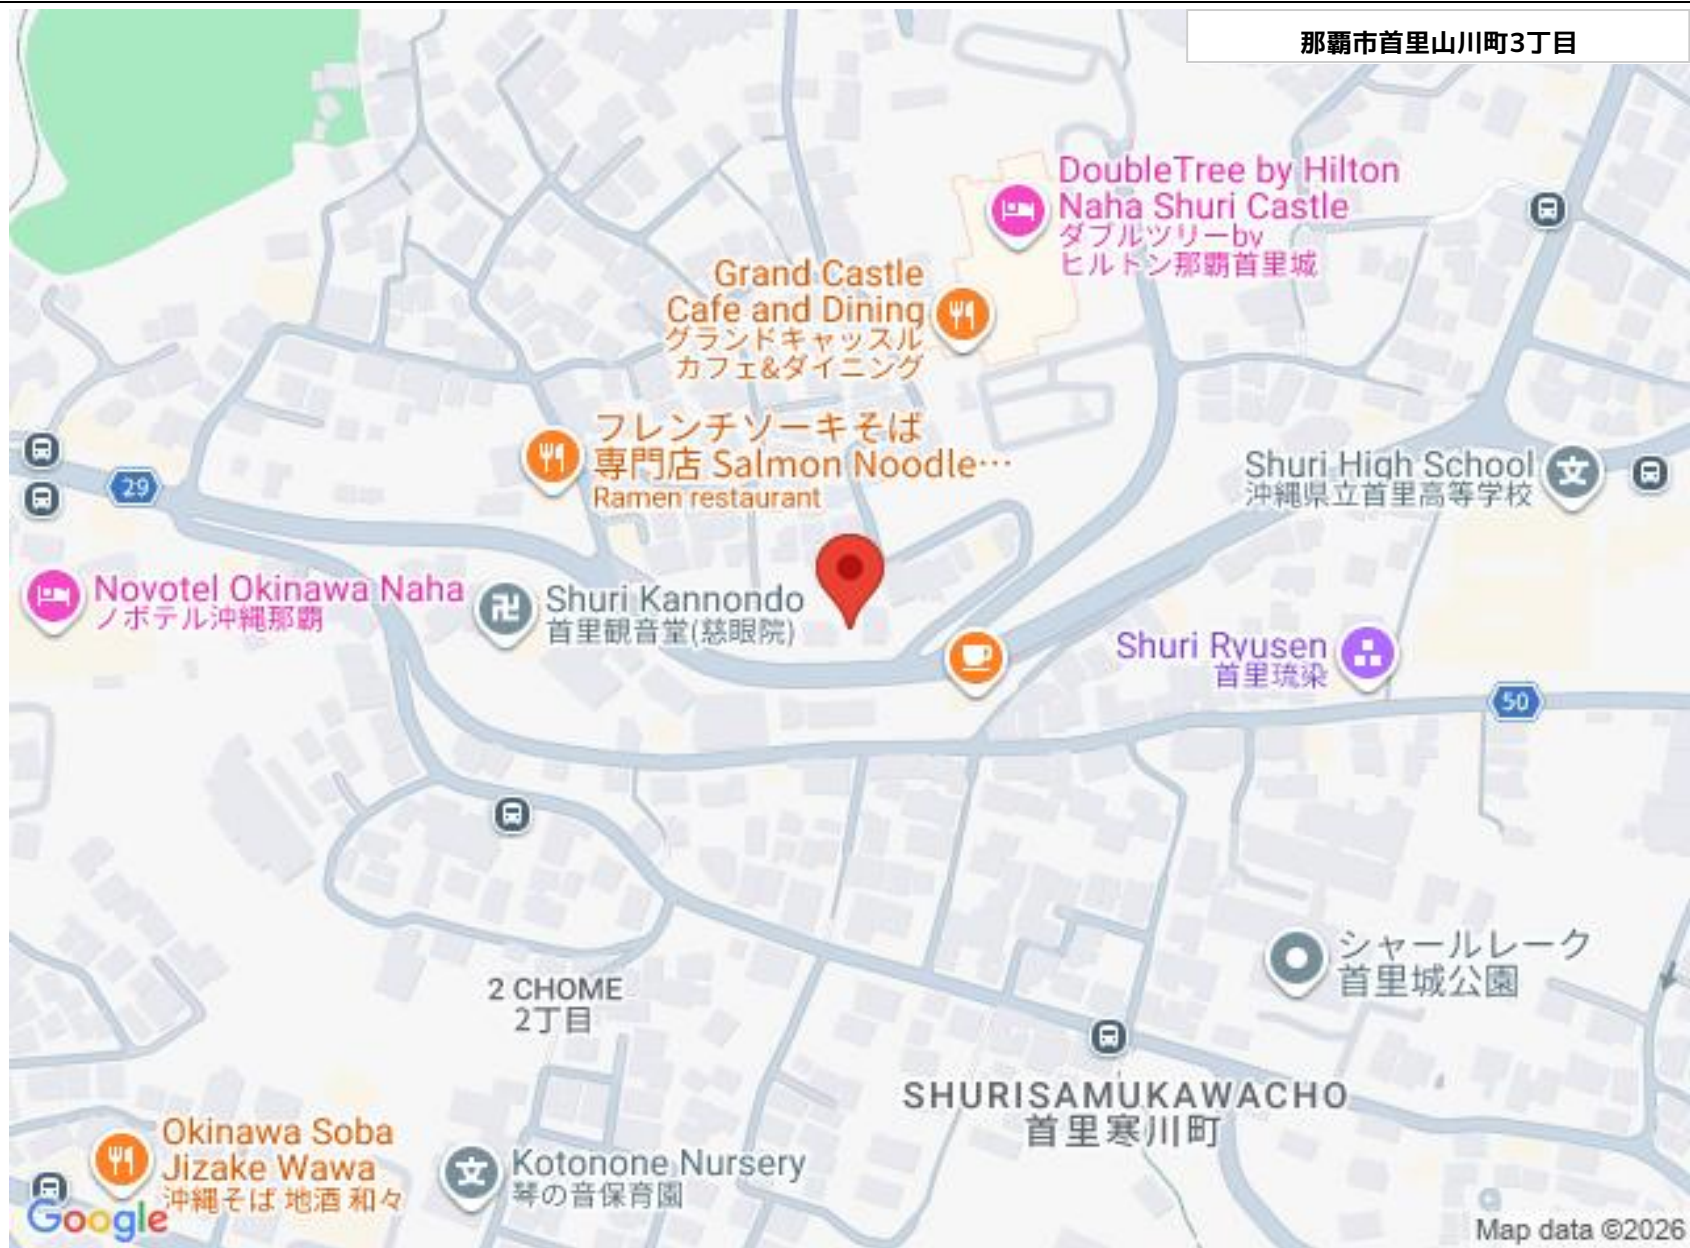 那覇市首里山川町3丁目
DoubleTree by Hilton
Naha Shuri Castle
ダブルツリーby
ヒルトン那覇首里城
Grand Castle
Cafe and Dining
グランドキャッスル
カフェ&ダイニング
フレンチソーキそば
専門店 Salmon Noodle…
Ramen restaurant
Shuri High School
沖縄県立首里高等学校
29
Novotel Okinawa Naha
ノボテル沖縄那覇
卍
Shuri Kannondo
首里観音堂(慈眼院)
Shuri Ryusen
首里琉染
50
文
シャールレーク
首里城公園
2 CHOME
2丁目
SHURISAMUKAWACHO
首里寒川町
Okinawa Soba
Jizake Wawa
沖縄そば 地酒 和々
文
Kotonone Nursery
琴の音保育園
Google
Map data ©2026